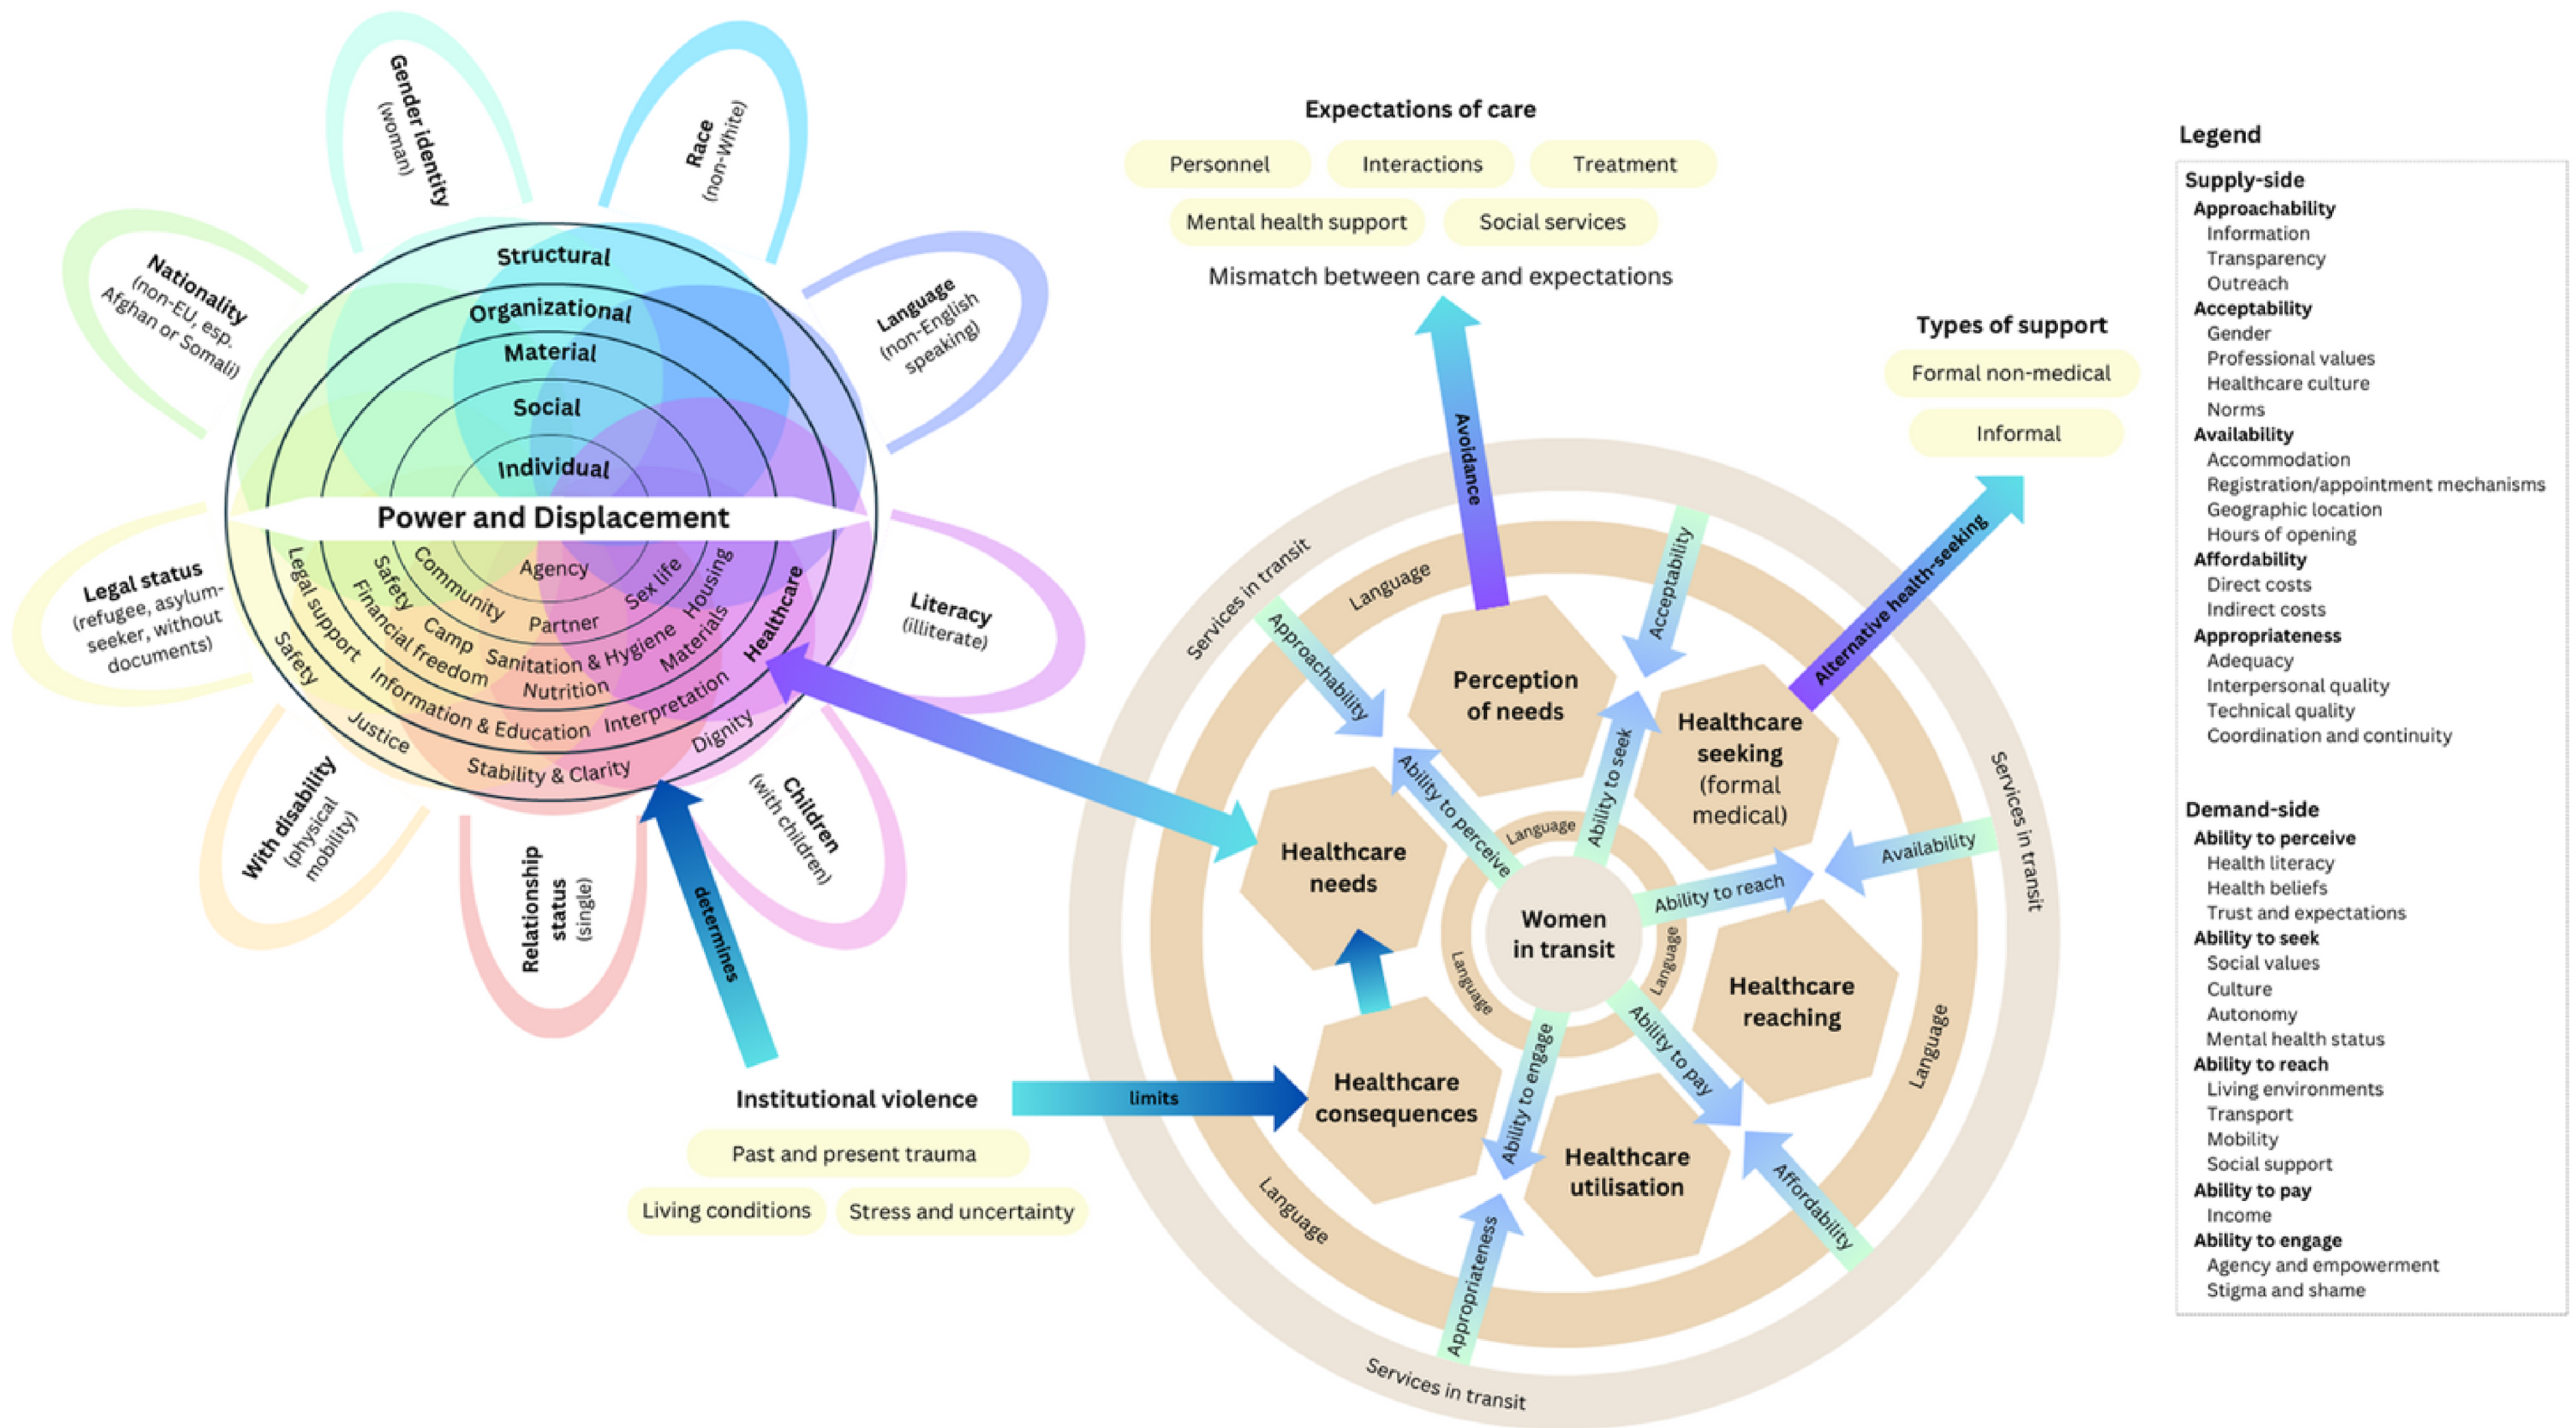 Gender identity
(woman)
Race
(non-White)
Nationality
(non-EU, esp.
Afghan or Somali)
Language
(non-English
speaking)
Legal status
(refugee, asylum-
seeker, without
documents)
Literacy
(illiterate)
With disability
(physical
mobility)
Relationship
status
(single)
Children
(with children)
Structural
Organizational
Material
Social
Individual
Power and Displacement
Agency
Community
Partner
Sex life
Safety
Camp
Sanitation & Hygiene
Housing
Financial freedom
Nutrition
Materials
Legal support
Information & Education
Interpretation
Healthcare
Safety
Justice
Stability & Clarity
Dignity
determines
Institutional violence
Past and present trauma
Living conditions
Stress and uncertainty
limits
Expectations of care
Personnel
Interactions
Treatment
Mental health support
Social services
Mismatch between care and expectations
Avoidance
Types of support
Formal non-medical
Informal
Alternative health-seeking
Services in transit
Services in transit
Services in transit
Language
Language
Language
Approachability
Acceptability
Availability
Affordability
Appropriateness
Perception
of needs
Healthcare
seeking
(formal
medical)
Healthcare
reaching
Healthcare
utilisation
Healthcare
consequences
Healthcare
needs
Ability to perceive
Ability to seek
Ability to reach
Ability to pay
Ability to engage
Language
Language
Language
Women
in transit
Legend
Supply-side
Approachability
Information
Transparency
Outreach
Acceptability
Gender
Professional values
Healthcare culture
Norms
Availability
Accommodation
Registration/appointment mechanisms
Geographic location
Hours of opening
Affordability
Direct costs
Indirect costs
Appropriateness
Adequacy
Interpersonal quality
Technical quality
Coordination and continuity
Demand-side
Ability to perceive
Health literacy
Health beliefs
Trust and expectations
Ability to seek
Social values
Culture
Autonomy
Mental health status
Ability to reach
Living environments
Transport
Mobility
Social support
Ability to pay
Income
Ability to engage
Agency and empowerment
Stigma and shame